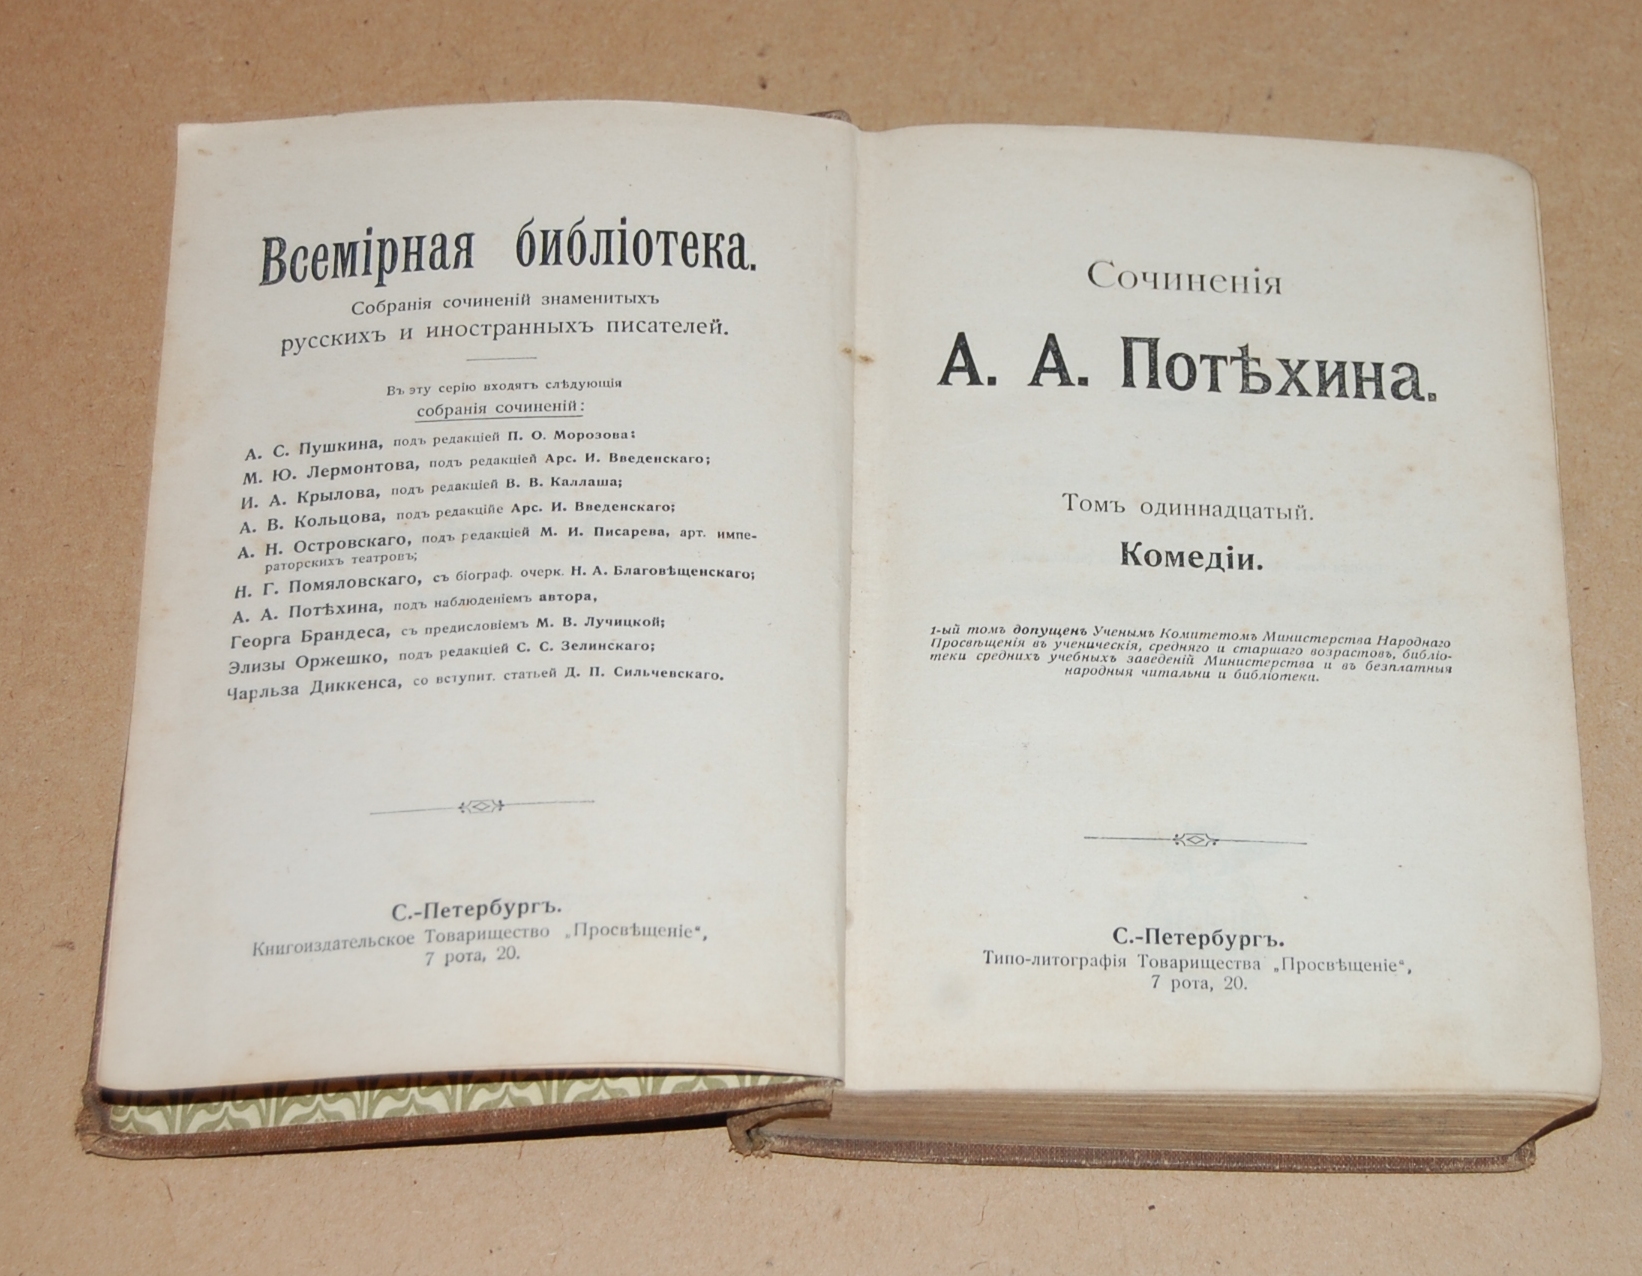 Всемірная библіотека.
Собранія сочиненій знаменитыхъ
русскихъ и иностранныхъ писателей.
Въ эту серію входятъ слѣдующія
собранія сочиненій:
А. С. Пушкина, подъ редакціей П. О. Морозова;
М. Ю. Лермонтова, подъ редакціей Арс. И. Введенскаго;
И. А. Крылова, подъ редакціей В. В. Каллаша;
А. В. Кольцова, подъ редакційе Арс. И. Введенскаго;
А. Н. Островскаго, подъ редакціей М. И. Писарева, арт. импе-
раторскихъ театровъ;
Н. Г. Помяловскаго, съ біограф. очерк. Н. А. Благовѣщенскаго;
А. А. Потѣхина, подъ наблюденіемъ автора,
Георга Брандеса, съ предисловіемъ М. В. Лучицкой;
Элизы Оржешко, подъ редакціей С. С. Зелинскаго;
Чарльза Диккенса, со вступит. статьей Д. П. Сильчевскаго.
С.-Петербургъ.
Книгоиздательское Товарищество „Просвѣщеніе“,
7 рота, 20.
Сочиненія
А. А. Потѣхина.
Томъ одиннадцатый.
Комедіи.
1-ый томъ допущенъ Ученымъ Комитетомъ Министерства Народнаго
Просвѣщенія въ ученическія, средняго и старшаго возрастовъ, библіо-
теки среднихъ учебныхъ заведеній Министерства и въ безплатныя
народныя читальни и библіотеки.
С.-Петербургъ.
Типо-литографія Товарищества „Просвѣщеніе“,
7 рота, 20.